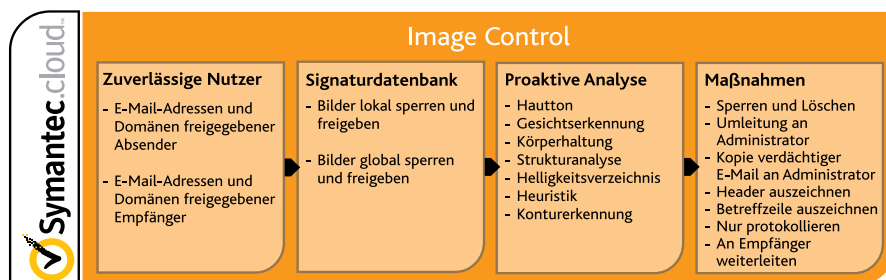 Symantec.cloud™
Image Control
Zuverlässige Nutzer
- E-Mail-Adressen und
Domänen freigegebener
Absender
- E-Mail-Adressen und
Domänen freigegebener
Empfänger
Signaturdatenbank
- Bilder lokal sperren und
freigeben
- Bilder global sperren
und freigeben
Proaktive Analyse
- Hautton
- Gesichtserkennung
- Körperhaltung
- Strukturanalyse
- Helligkeitsverzeichnis
- Heuristik
- Konturerkennung
Maßnahmen
- Sperren und Löschen
- Umleitung an
Administrator
- Kopie verdächtiger
E-Mail an Administrator
- Header auszeichnen
- Betreffzeile auszeichnen
- Nur protokollieren
- An Empfänger
weiterleiten